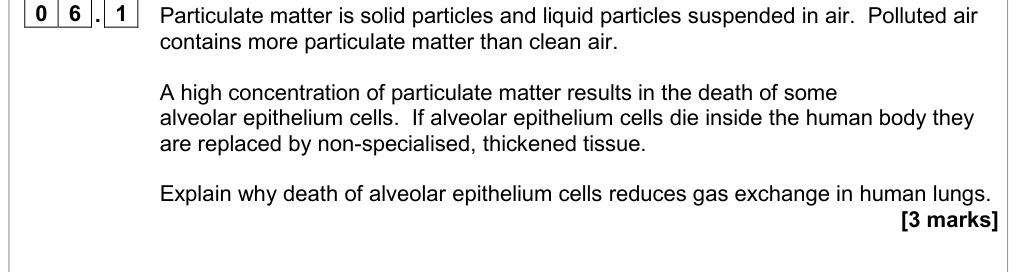 06.1 Particulate matter is solid particles and liquid particles suspended in air. Polluted air
contains more particulate matter than clean air.
A high concentration of particulate matter results in the death of some
alveolar epithelium cells. If alveolar epithelium cells die inside the human body they
are replaced by non-specialised, thickened tissue.
Explain why death of alveolar epithelium cells reduces gas exchange in human lungs.
[3 marks]